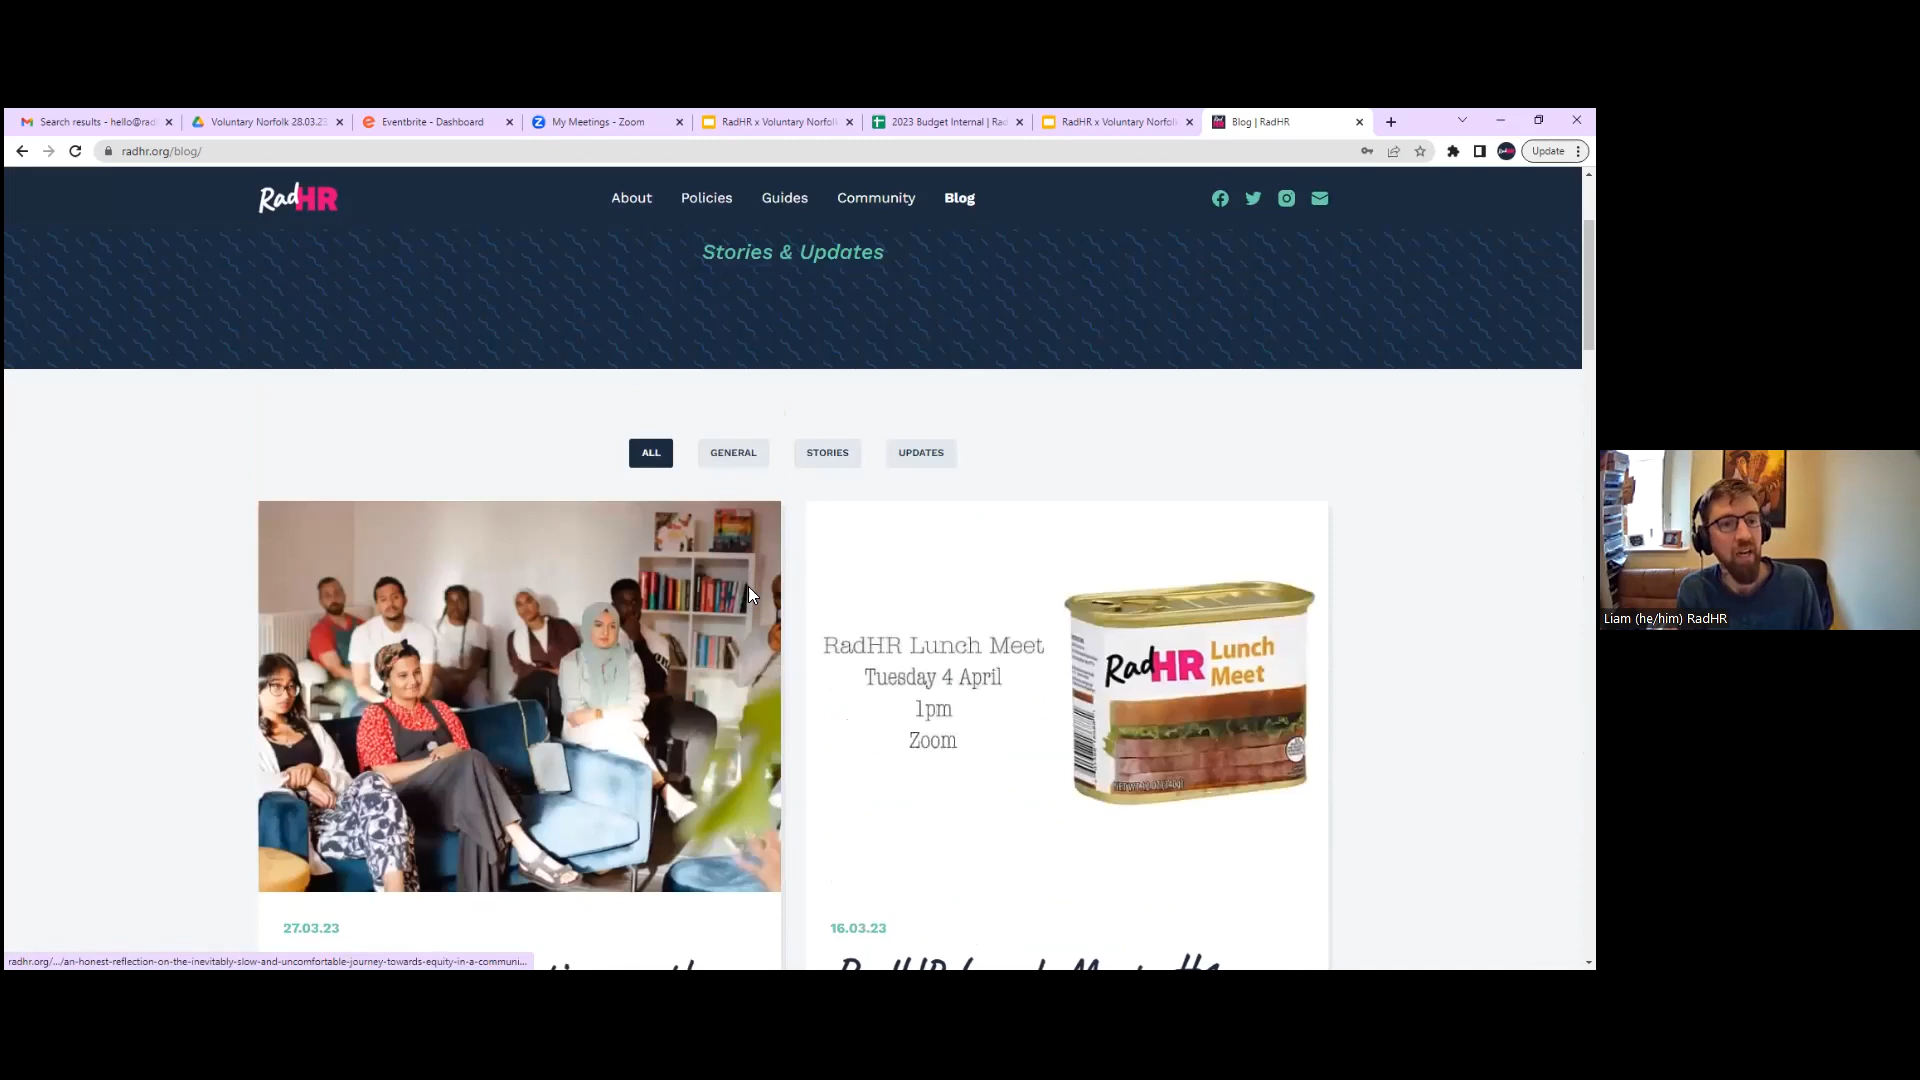 Search results - hello@rad
Voluntary Norfolk 28.03.23
Eventbrite - Dashboard
My Meetings - Zoom
RadHR x Voluntary Norfol
2023 Budget Internal | Rad
RadHR x Voluntary Norfol
Blog | RadHR
radhr.org/blog/
Update
RadHR
About
Policies
Guides
Community
Blog
Stories & Updates
ALL
GENERAL
STORIES
UPDATES
RadHR Lunch Meet
Tuesday 4 April
1pm
Zoom
RadHR Lunch
Meet
Liam (he/him) RadHR
27.03.23
16.03.23
radhr.org/.../an-honest-reflection-on-the-inevitably-slow-and-uncomfortable-journey-towards-equity-in-a-communi...